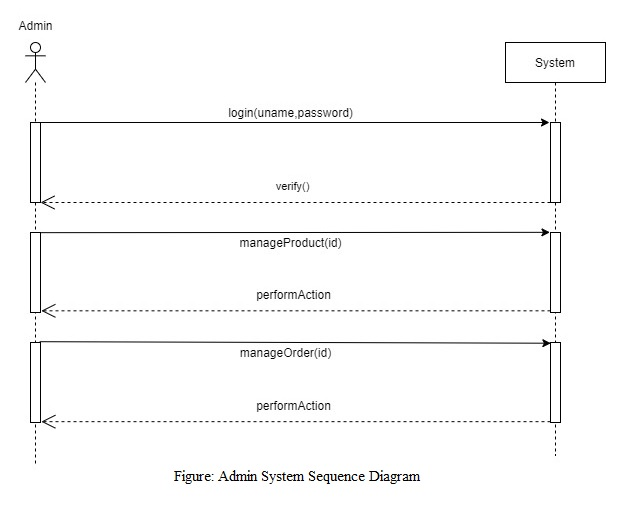 Admin
System
login(uname,password)
verify()
manageProduct(id)
performAction
manageOrder(id)
performAction
Figure: Admin System Sequence Diagram